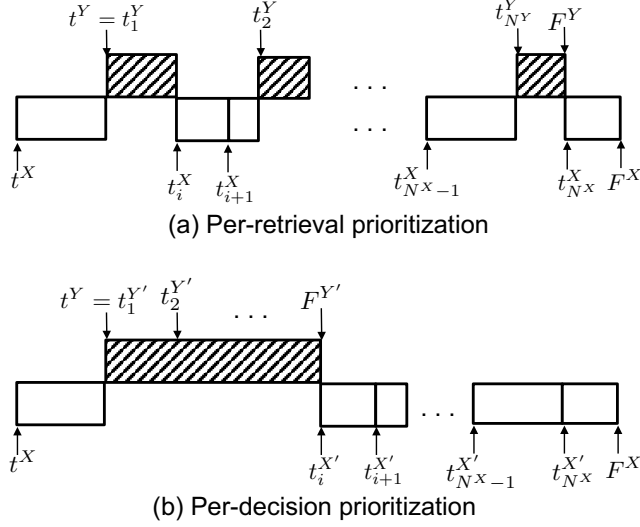 t^Y = t_1^Y t_2^Y t_{N^Y}^Y F^Y
. . .
. . .
t^X t_i^X t_{i+1}^X t_{N^X-1}^X t_{N^X}^X F^X
(a) Per-retrieval prioritization
t^Y = t_1^{Y'} t_2^{Y'} . . . F^{Y'}
. . .
t^X t_i^{X'} t_{i+1}^{X'} t_{N^X-1}^{X'} t_{N^X}^{X'} F^X
(b) Per-decision prioritization